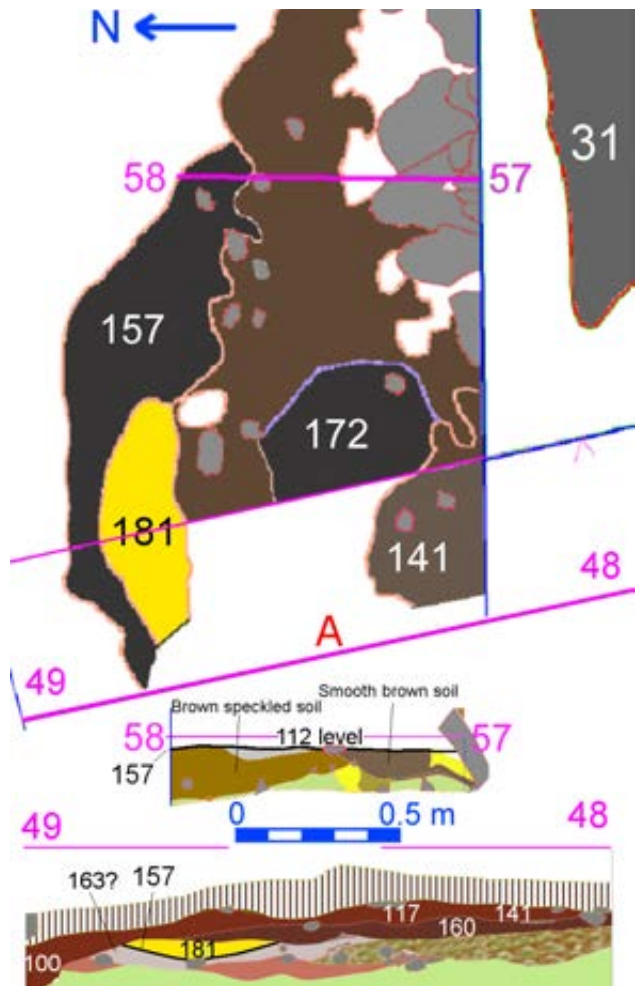 N
31
58 57
157
172
181
141
48
A
49
Smooth brown soil
Brown speckled soil
58 112 level 57
157
0 0.5 m
49 48
163? 157 117 141
160
181
100